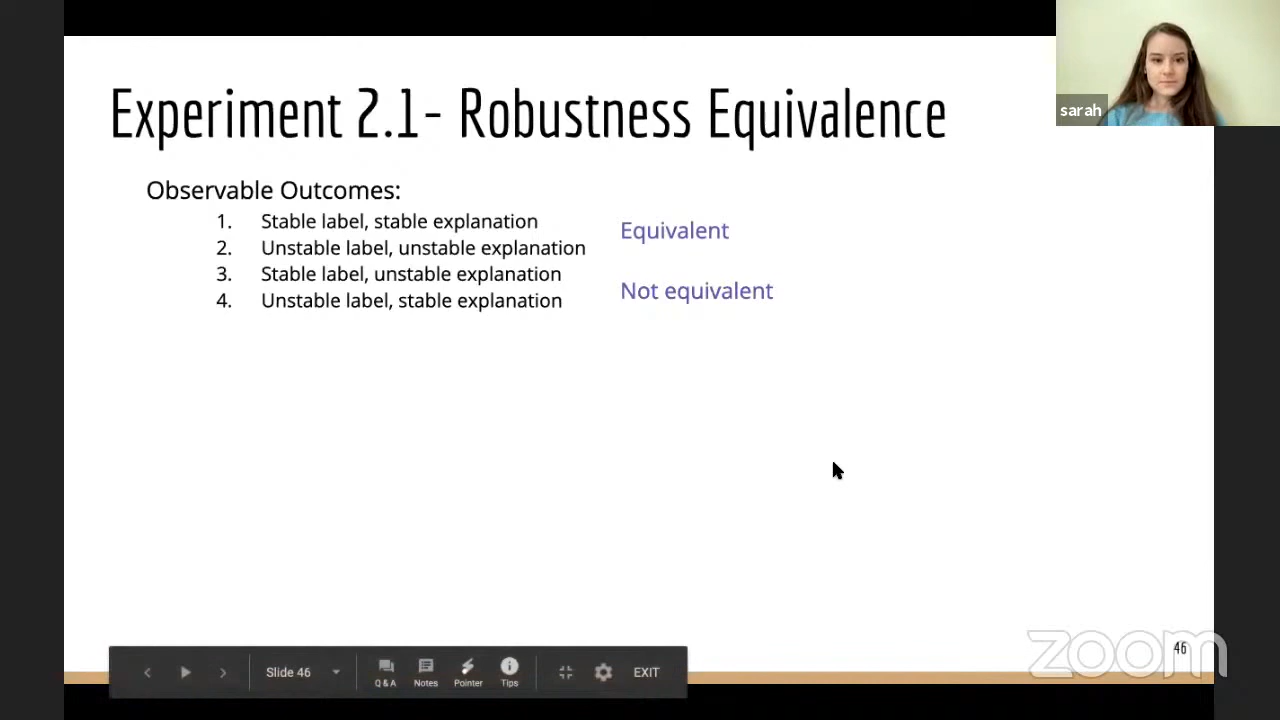 Experiment 2.1- Robustness Equivalence
sarah
Observable Outcomes:
1. Stable label, stable explanation
2. Unstable label, unstable explanation
3. Stable label, unstable explanation
4. Unstable label, stable explanation
Equivalent
Not equivalent
46
zoom
Slide 46
Q & A
Notes
Pointer
Tips
EXIT